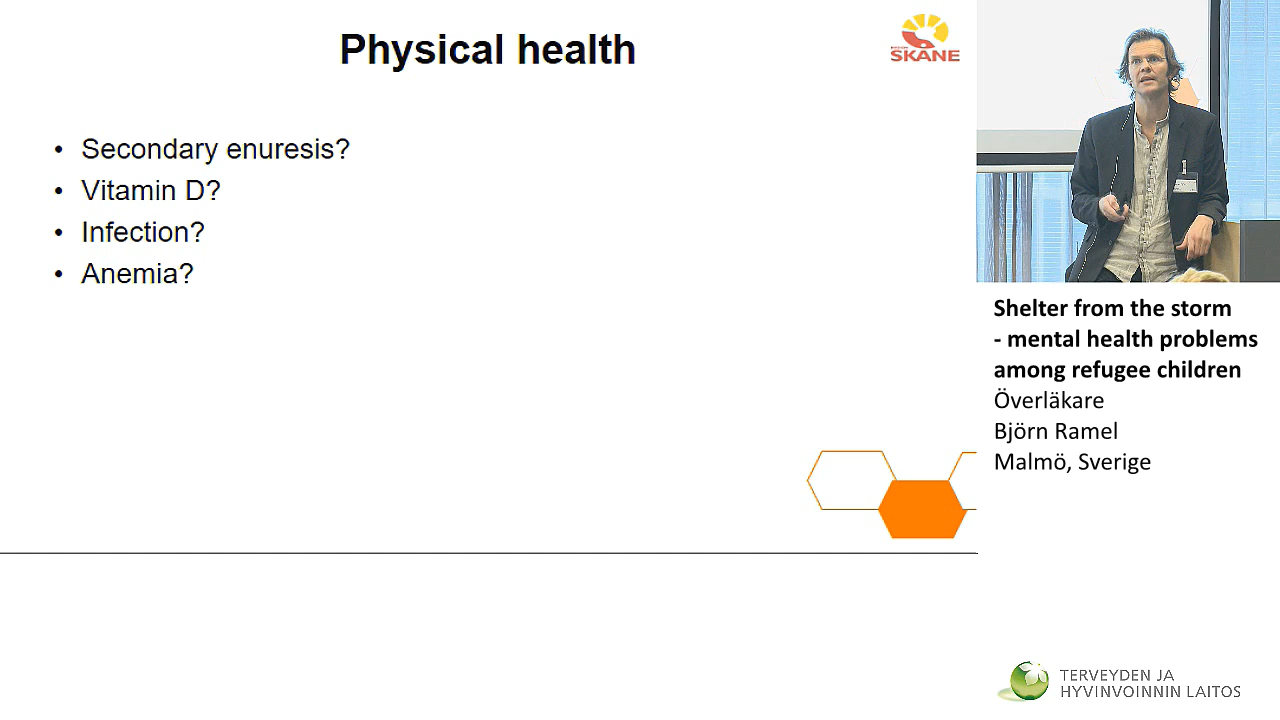 Physical health
SKÅNE
• Secondary enuresis?
• Vitamin D?
• Infection?
• Anemia?
Shelter from the storm
- mental health problems
among refugee children
Överläkare
Björn Ramel
Malmö, Sverige
TERVEYDEN JA
HYVINVOINNIN LAITOS